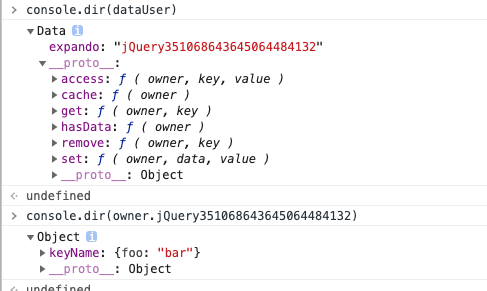 > console.dir(dataUser)
▼Data i
expando: "jQuery351068643645064484132"
▼__proto__:
▶access: ƒ ( owner, key, value )
▶cache: ƒ ( owner )
▶get: ƒ ( owner, key )
▶hasData: ƒ ( owner )
▶remove: ƒ ( owner, key )
▶set: ƒ ( owner, data, value )
▶__proto__: Object
undefined
> console.dir(owner.jQuery351068643645064484132)
▼Object i
▶keyName: {foo: "bar"}
▶__proto__: Object
undefined